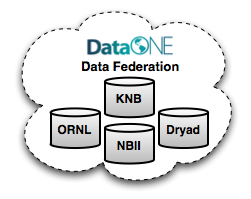 DataONE
Data Federation
KNB
ORNL
NBII
Dryad